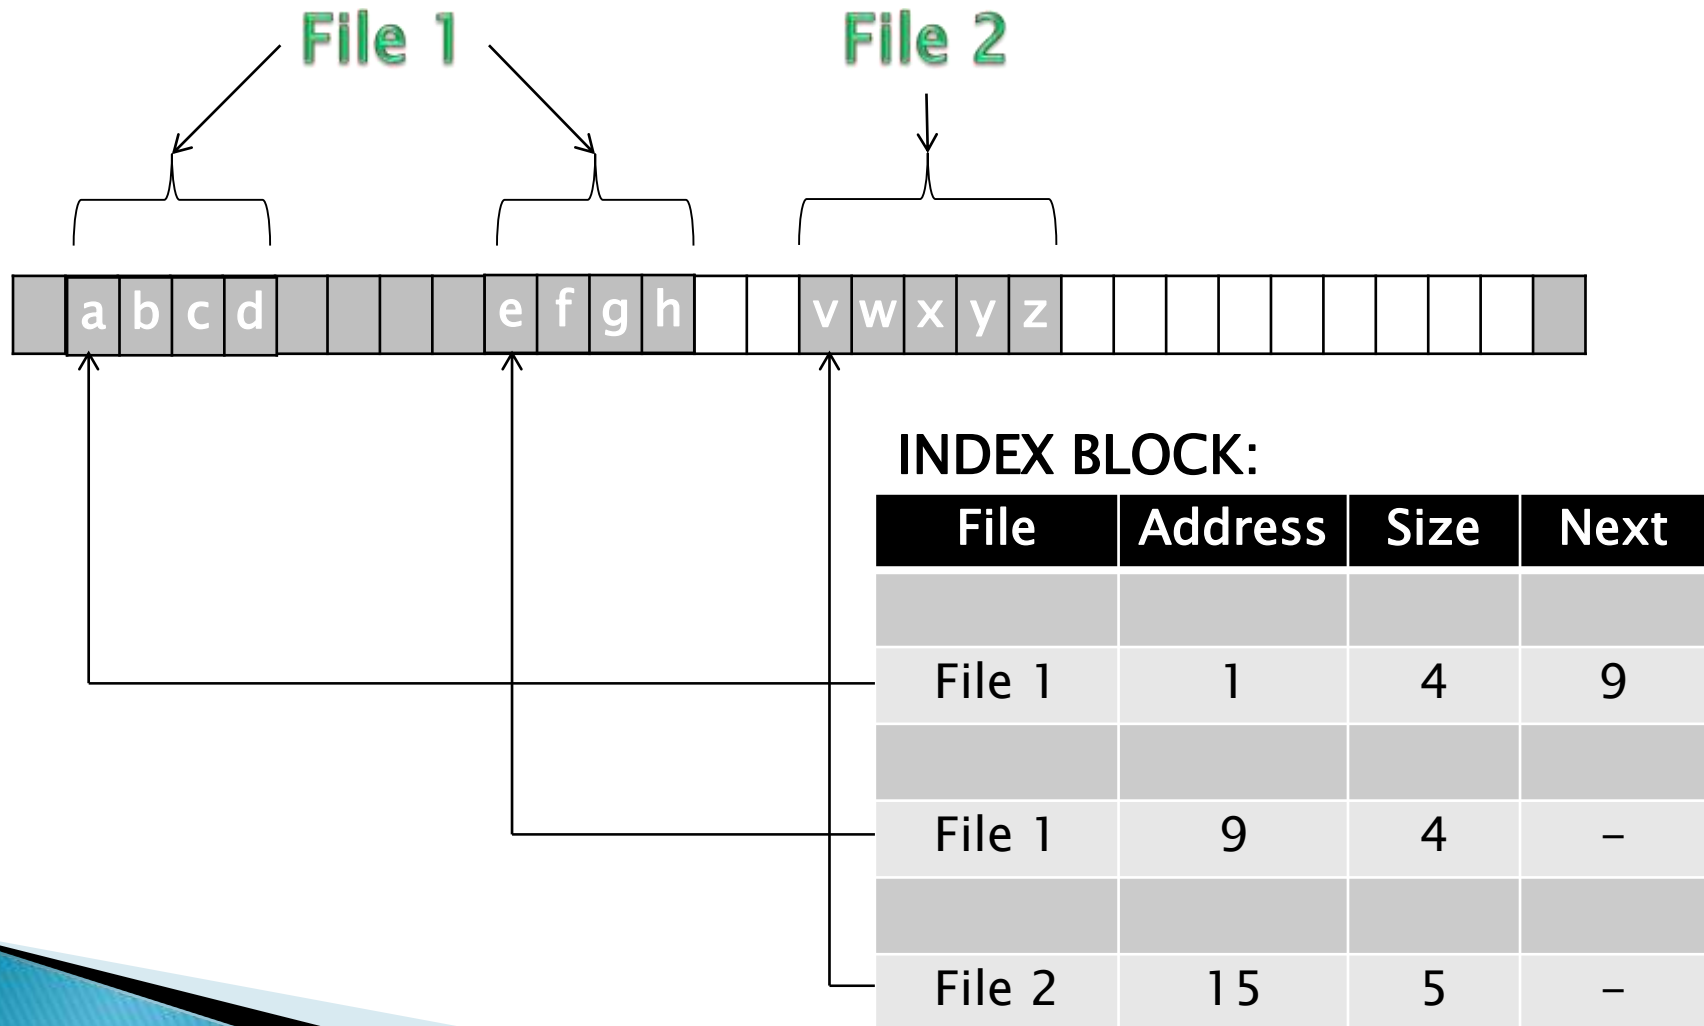 File 1 File 2
a b c d e f g h v w x y z
INDEX BLOCK:
File Address Size Next
File 1 1 4 9
File 1 9 4 –
File 2 15 5 –